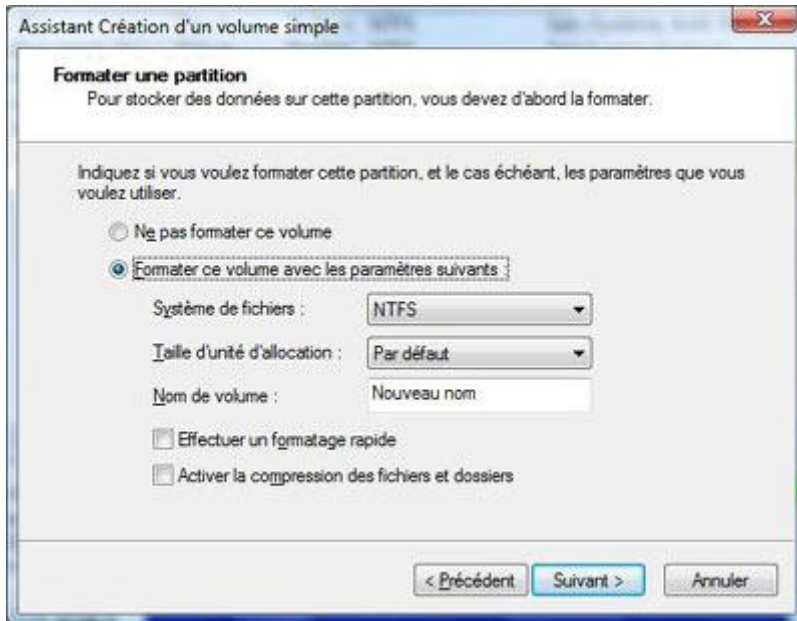 Assistant Création d'un volume simple
Formater une partition
Pour stocker des données sur cette partition, vous devez d'abord la formater.
Indiquez si vous voulez formater cette partition, et le cas échéant, les paramètres que vous
voulez utiliser.
Ne pas formater ce volume
Formater ce volume avec les paramètres suivants :
Système de fichiers : NTFS
Taille d'unité d'allocation : Par défaut
Nom de volume : Nouveau nom
Effectuer un formatage rapide
Activer la compression des fichiers et dossiers
< Précédent Suivant > Annuler